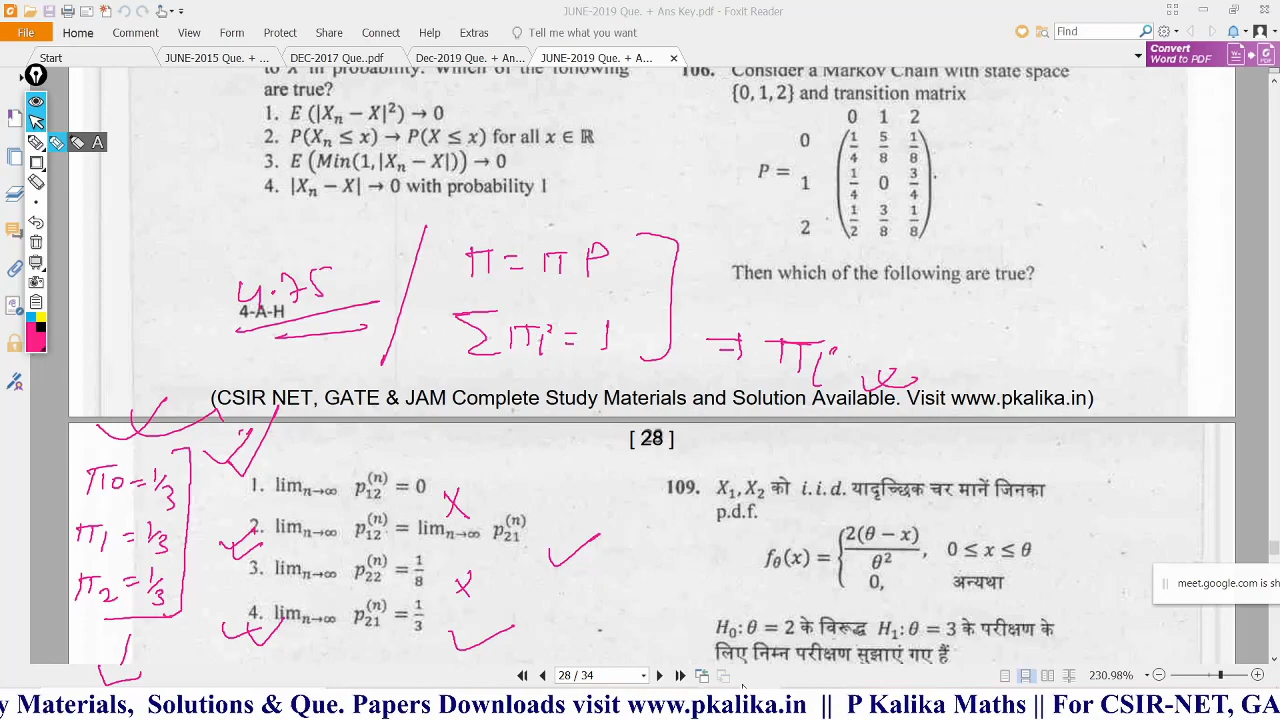 JUNE-2019 Que. + Ans Key.pdf - Foxit Reader
File Home Comment View Form Protect Share Connect Help Extras Tell me what you want Find
Start JUNE-2015 Que. + ... DEC-2017 Que..pdf Dec-2019 Que. + An... JUNE-2019 Que. + A...
Convert Word to PDF
to X in probability. Which of the following
are true?
1. E (|Xₙ − X|²) → 0
2. P(Xₙ ≤ x) → P(X ≤ x) for all x ∈ ℝ
3. E (Min(1, |Xₙ − X|)) → 0
4. |Xₙ − X| → 0 with probability 1
4.75
4-A-H
π = π P
∑πi = 1
⇒ πi
106. Consider a Markov Chain with state space
{0, 1, 2} and transition matrix
0 1 2
0 1/4 5/8 1/8
P = 1 1/4 0 3/4 .
2 1/2 3/8 1/8
Then which of the following are true?
(CSIR NET, GATE & JAM Complete Study Materials and Solution Available. Visit www.pkalika.in)
[ 28 ]
π0 = 1/3
π1 = 1/3
π2 = 1/3
1. limₙ→∞ p₁₂⁽ⁿ⁾ = 0
2. limₙ→∞ p₁₂⁽ⁿ⁾ = limₙ→∞ p₂₁⁽ⁿ⁾
3. limₙ→∞ p₂₂⁽ⁿ⁾ = 1/8
4. limₙ→∞ p₂₁⁽ⁿ⁾ = 1/3
109. X₁, X₂ को i.i.d. यादृच्छिक चर मानें जिनका
p.d.f.
f_θ(x) = { 2(θ − x)/θ², 0 ≤ x ≤ θ
0, अन्यथा
H₀: θ = 2 के विरूद्ध H₁: θ = 3 के परीक्षण के
लिए निम्न परीक्षण सुझाएं गए हैं
meet.google.com is sh
28 / 34 230.98%
y Materials, Solutions & Que. Papers Downloads visit www.pkalika.in || P Kalika Maths || For CSIR-NET, GA